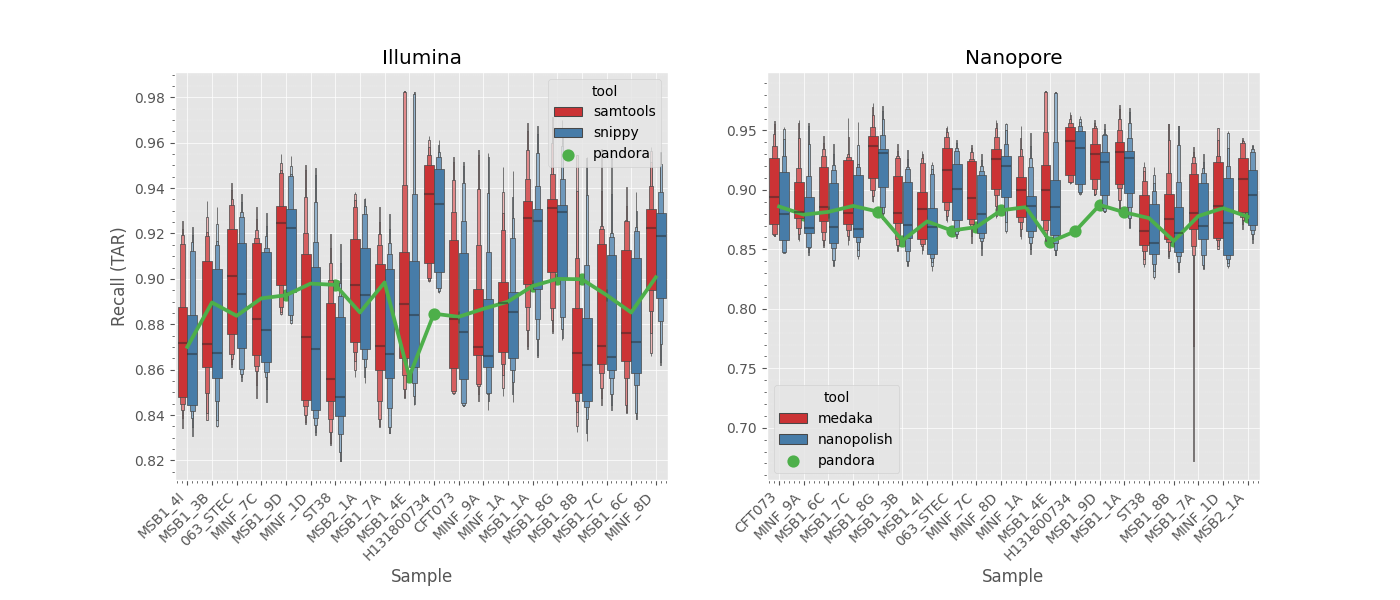 Illumina
Recall (TAR)
0.98
0.96
0.94
0.92
0.90
0.88
0.86
0.84
0.82
tool
samtools
snippy
pandora
MSB1_4I
MSB1_3B
063_STEC
MINF_7C
MSB1_9D
MINF_1D
ST38
MSB2_1A
MSB1_7A
MSB1_4E
H131800734
CFT073
MINF_9A
MINF_1A
MSB1_1A
MSB1_8G
MSB1_8B
MSB1_7C
MSB1_6C
MINF_8D
Sample
Nanopore
0.95
0.90
0.85
0.80
0.75
0.70
tool
medaka
nanopolish
pandora
CFT073
MINF_9A
MSB1_6C
MSB1_7C
MSB1_8G
MSB1_3B
MSB1_4I
063_STEC
MINF_7C
MINF_8D
MINF_1A
MSB1_4E
H131800734
MSB1_9D
MSB1_1A
ST38
MSB1_8B
MSB1_7A
MINF_1D
MSB2_1A
Sample